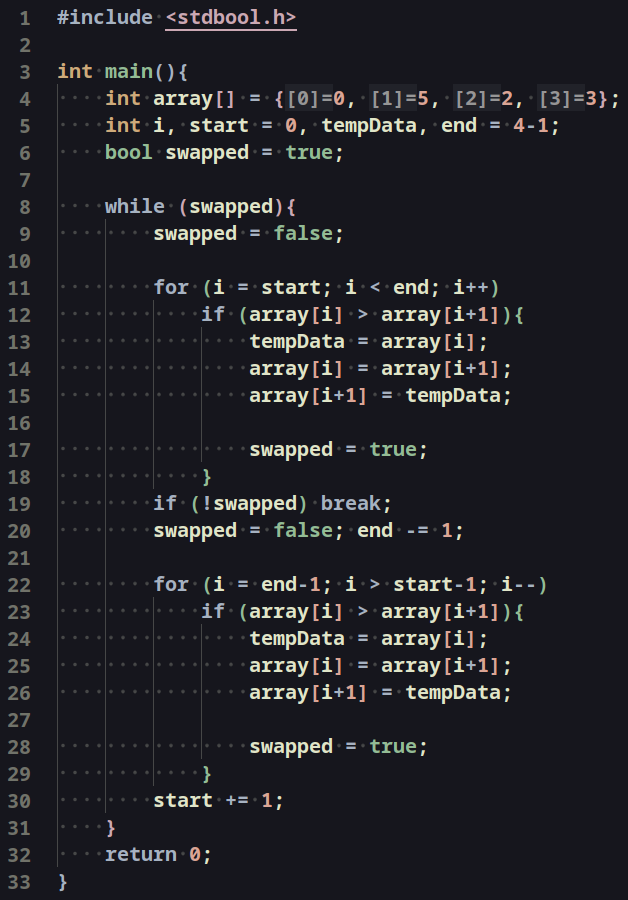 1 #include <stdbool.h>
2
3 int main(){
4     int array[] = {[0]=0, [1]=5, [2]=2, [3]=3};
5     int i, start = 0, tempData, end = 4-1;
6     bool swapped = true;
7
8     while (swapped){
9         swapped = false;
10
11         for (i = start; i < end; i++)
12             if (array[i] > array[i+1]){
13                 tempData = array[i];
14                 array[i] = array[i+1];
15                 array[i+1] = tempData;
16
17                 swapped = true;
18             }
19         if (!swapped) break;
20         swapped = false; end -= 1;
21
22         for (i = end-1; i > start-1; i--)
23             if (array[i] > array[i+1]){
24                 tempData = array[i];
25                 array[i] = array[i+1];
26                 array[i+1] = tempData;
27
28                 swapped = true;
29             }
30         start += 1;
31     }
32     return 0;
33 }